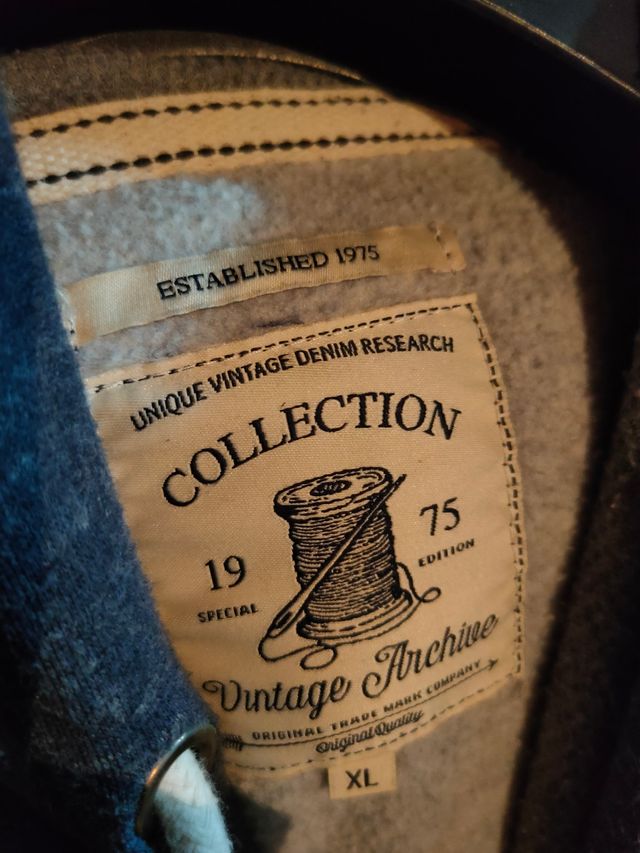 ESTABLISHED 1975
UNIQUE VINTAGE DENIM RESEARCH
COLLECTION
19 75
SPECIAL EDITION
Vintage Archive
ORIGINAL TRADE MARK COMPANY
Original Quality
XL